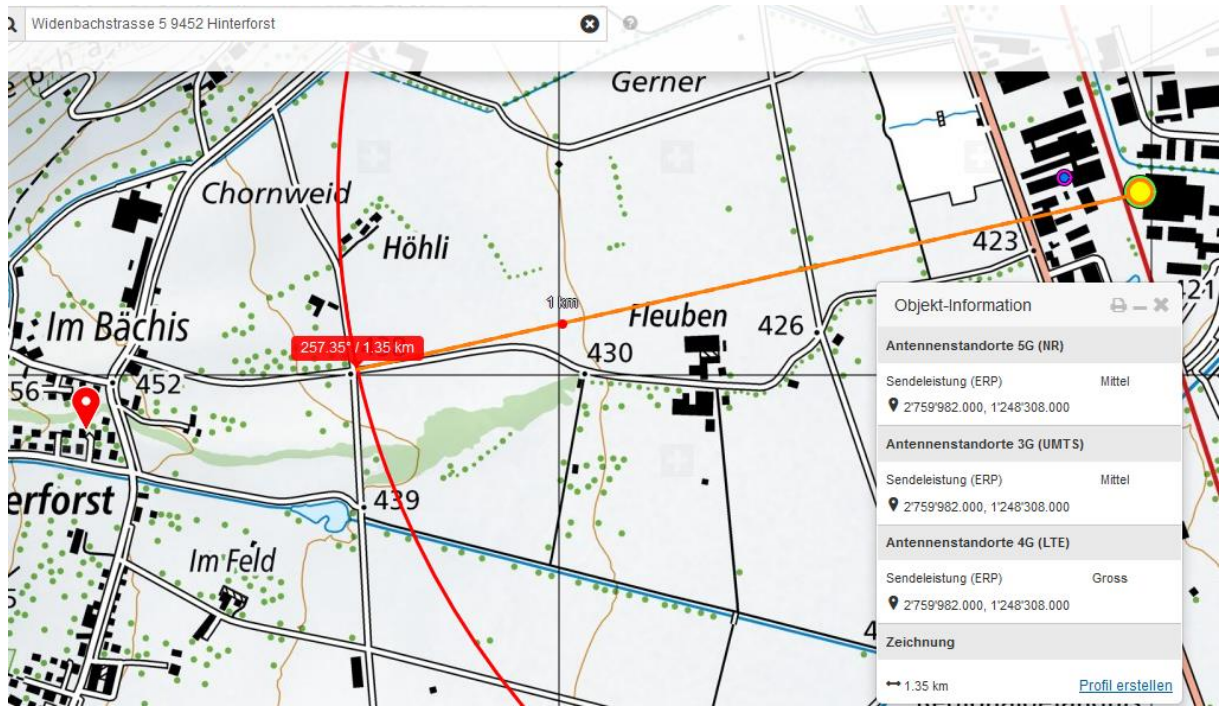 Widenbachstrasse 5 9452 Hinterforst
Gerner
Chornweid
Höhli
423
1 km
Fleuben
426
Im Bächis
257.35° / 1.35 km
430
452
56
439
erforst
Im Feld
421
Objekt-Information
Antennenstandorte 5G (NR)
Sendeleistung (ERP) Mittel
2'759'982.000, 1'248'308.000
Antennenstandorte 3G (UMTS)
Sendeleistung (ERP) Mittel
2'759'982.000, 1'248'308.000
Antennenstandorte 4G (LTE)
Sendeleistung (ERP) Gross
2'759'982.000, 1'248'308.000
Zeichnung
1.35 km Profil erstellen